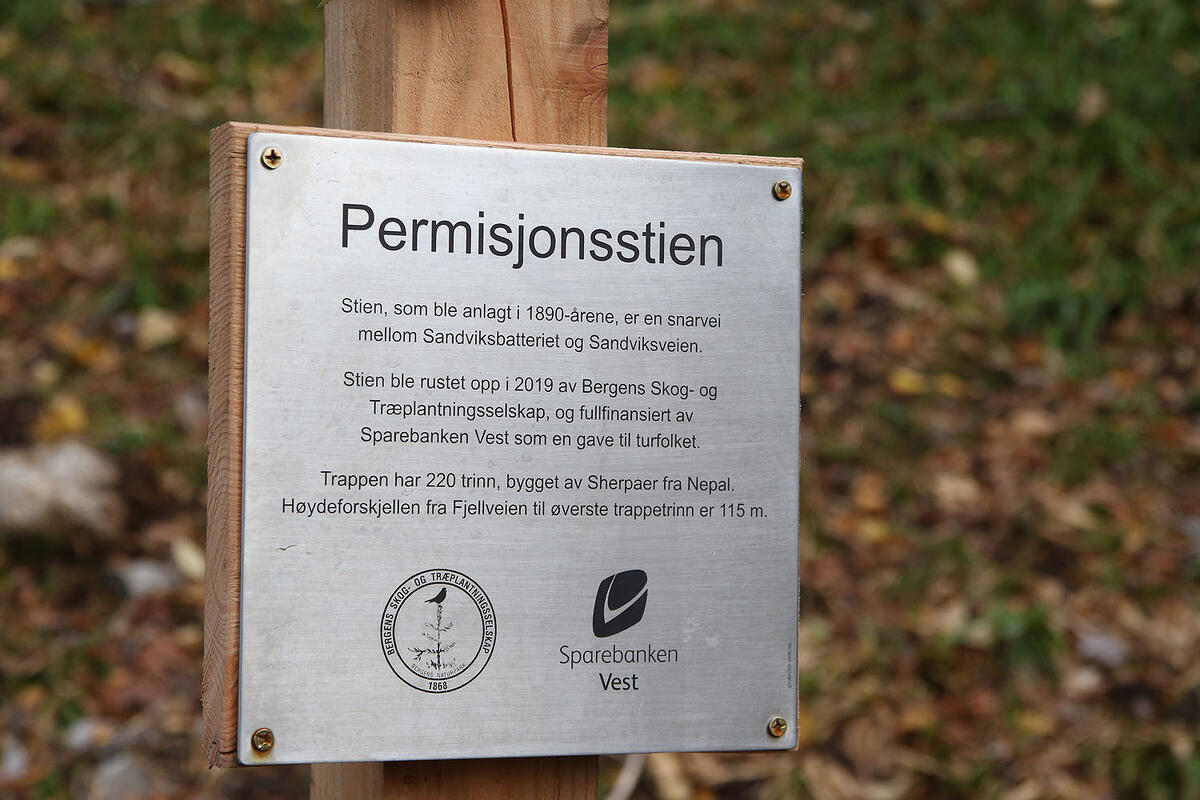 Permisjonsstien
Stien, som ble anlagt i 1890-årene, er en snarvei
mellom Sandviksbatteriet og Sandviksveien.
Stien ble rustet opp i 2019 av Bergens Skog- og
Træplantningsselskap, og fullfinansiert av
Sparebanken Vest som en gave til turfolket.
Trappen har 220 trinn, bygget av Sherpaer fra Nepal.
Høydeforskjellen fra Fjellveien til øverste trappetrinn er 115 m.
BERGENS SKOG- OG TRÆPLANTNINGSSELSKAP
BERGENS NATURPARK
1868
Sparebanken
Vest